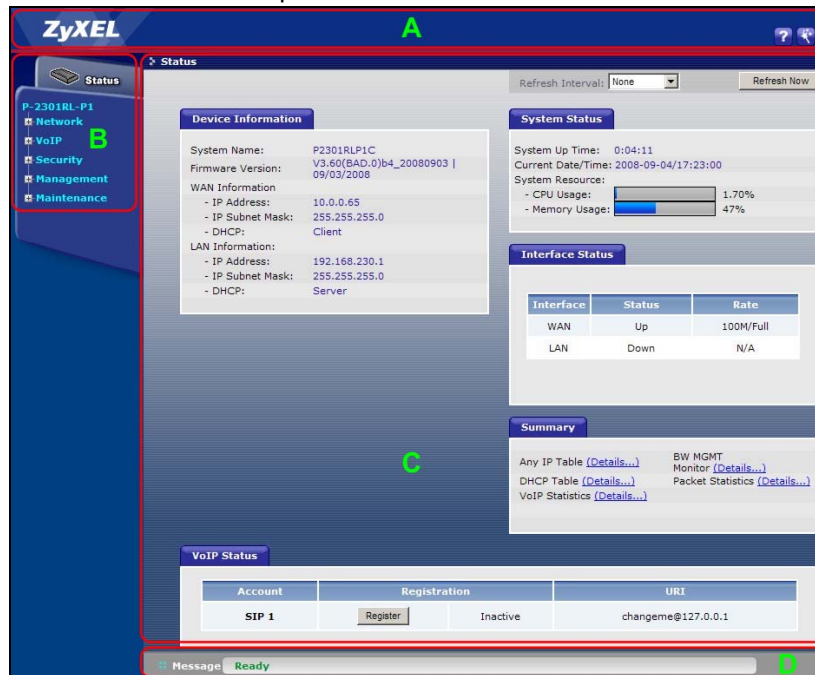 ZyXEL
A
?
Status
Status
Refresh Interval: None
Refresh Now
P-2301RL-P1
Network
VoIP
Security
Management
Maintenance
B
Device Information
System Name: P2301RLP1C
Firmware Version: V3.60(BAD.0)b4_20080903 |
09/03/2008
WAN Information
- IP Address: 10.0.0.65
- IP Subnet Mask: 255.255.255.0
- DHCP: Client
LAN Information:
- IP Address: 192.168.230.1
- IP Subnet Mask: 255.255.255.0
- DHCP: Server
System Status
System Up Time: 0:04:11
Current Date/Time: 2008-09-04/17:23:00
System Resource:
- CPU Usage: 1.70%
- Memory Usage: 47%
Interface Status
Interface Status Rate
WAN Up 100M/Full
LAN Down N/A
Summary
Any IP Table (Details...)
BW MGMT
Monitor (Details...)
DHCP Table (Details...)
Packet Statistics (Details...)
VoIP Statistics (Details...)
C
VoIP Status
Account Registration URI
SIP 1 Register Inactive changeme@127.0.0.1
Message Ready
D